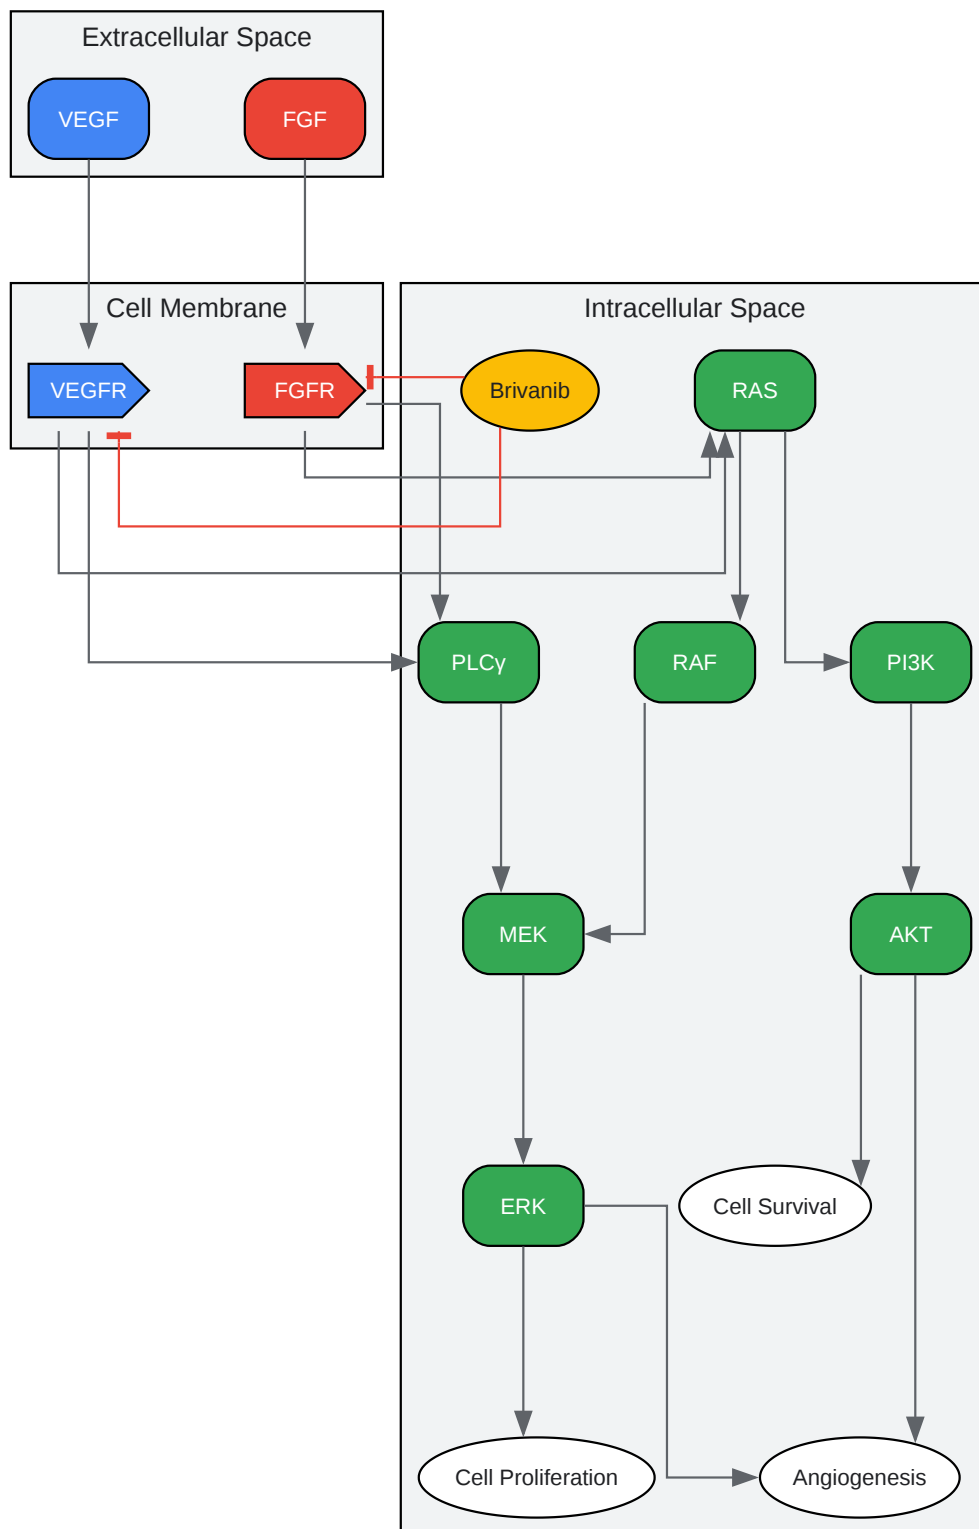 Extracellular Space
VEGF
FGF
Cell Membrane
Intracellular Space
VEGFR
FGFR
Brivanib
RAS
PLCγ
RAF
PI3K
MEK
AKT
ERK
Cell Survival
Cell Proliferation
Angiogenesis